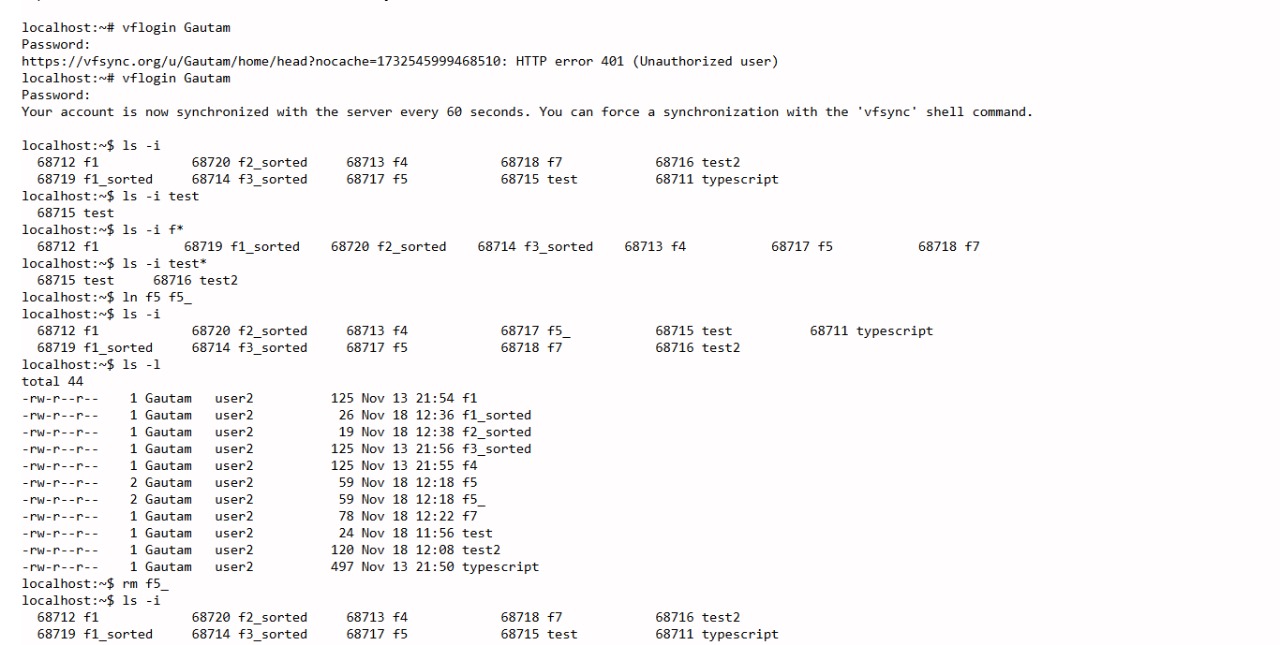 localhost:~# vflogin Gautam
Password:
https://vfsync.org/u/Gautam/home/head?nocache=1732545999468510: HTTP error 401 (Unauthorized user)
localhost:~# vflogin Gautam
Password:
Your account is now synchronized with the server every 60 seconds. You can force a synchronization with the 'vfsync' shell command.
localhost:~$ ls -i
68712 f1 68720 f2_sorted 68713 f4 68718 f7 68716 test2
68719 f1_sorted 68714 f3_sorted 68717 f5 68715 test 68711 typescript
localhost:~$ ls -i test
68715 test
localhost:~$ ls -i f*
68712 f1 68719 f1_sorted 68720 f2_sorted 68714 f3_sorted 68713 f4 68717 f5 68718 f7
localhost:~$ ls -i test*
68715 test 68716 test2
localhost:~$ ln f5 f5_
localhost:~$ ls -i
68712 f1 68720 f2_sorted 68713 f4 68717 f5_ 68715 test 68711 typescript
68719 f1_sorted 68714 f3_sorted 68717 f5 68718 f7 68716 test2
localhost:~$ ls -l
total 44
-rw-r--r-- 1 Gautam user2 125 Nov 13 21:54 f1
-rw-r--r-- 1 Gautam user2 26 Nov 18 12:36 f1_sorted
-rw-r--r-- 1 Gautam user2 19 Nov 18 12:38 f2_sorted
-rw-r--r-- 1 Gautam user2 125 Nov 13 21:56 f3_sorted
-rw-r--r-- 1 Gautam user2 125 Nov 13 21:55 f4
-rw-r--r-- 2 Gautam user2 59 Nov 18 12:18 f5
-rw-r--r-- 2 Gautam user2 59 Nov 18 12:18 f5_
-rw-r--r-- 1 Gautam user2 78 Nov 18 12:22 f7
-rw-r--r-- 1 Gautam user2 24 Nov 18 11:56 test
-rw-r--r-- 1 Gautam user2 120 Nov 18 12:08 test2
-rw-r--r-- 1 Gautam user2 497 Nov 13 21:50 typescript
localhost:~$ rm f5_
localhost:~$ ls -i
68712 f1 68720 f2_sorted 68713 f4 68718 f7 68716 test2
68719 f1_sorted 68714 f3_sorted 68717 f5 68715 test 68711 typescript